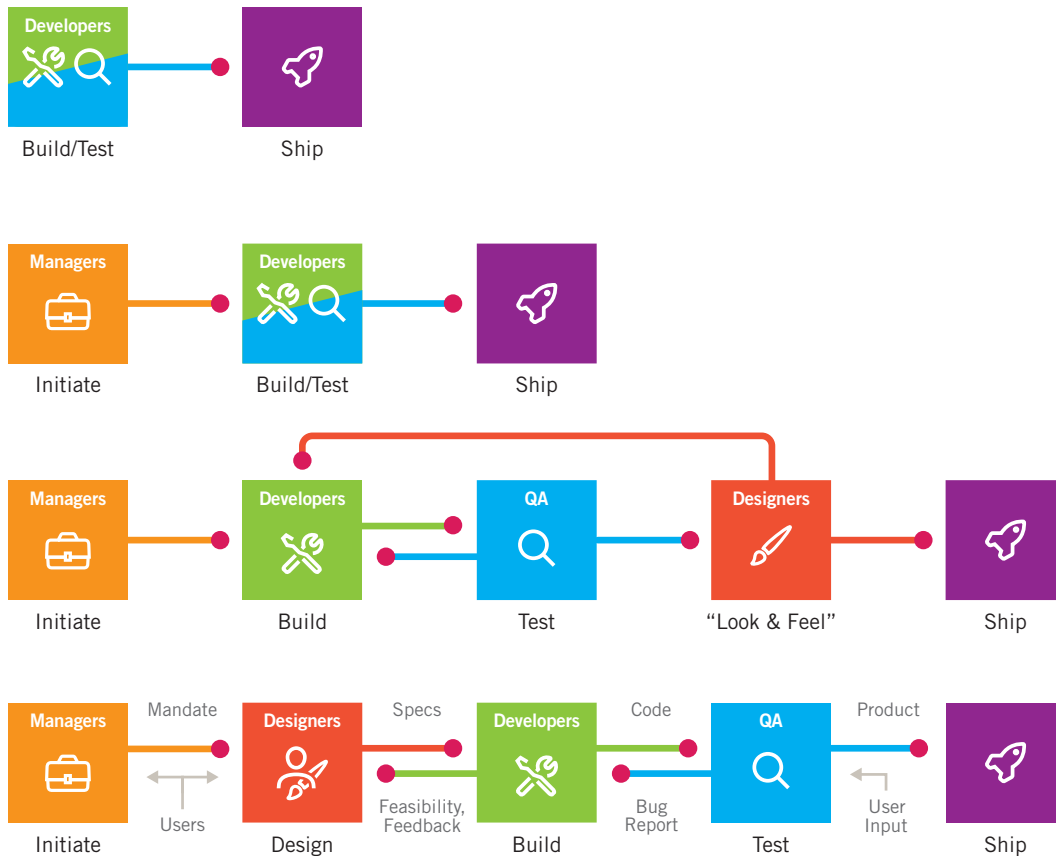 Developers
Build/Test
Ship
Managers
Developers
Initiate
Build/Test
Ship
Managers
Developers
QA
Designers
Initiate
Build
Test
“Look & Feel”
Ship
Managers
Mandate
Designers
Specs
Developers
Code
QA
Product
Users
Feasibility,
Feedback
Bug
Report
User
Input
Initiate
Design
Build
Test
Ship